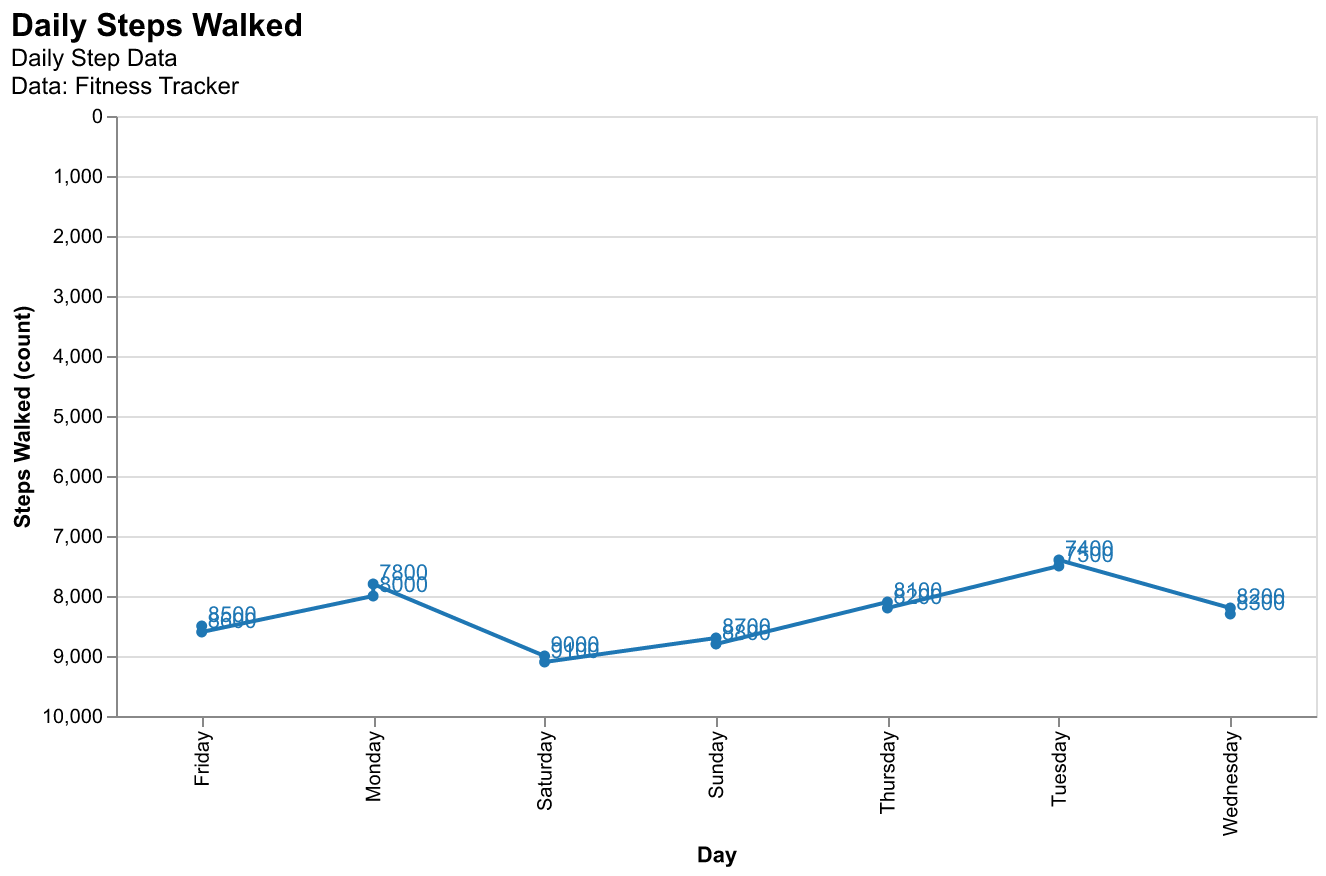 Daily Steps Walked
Daily Step Data
Data: Fitness Tracker
0
1,000
2,000
3,000
4,000
5,000
6,000
7,000
8,000
9,000
10,000
Steps Walked (count)
8500
8600
7800
8000
9000
9100
8700
8800
8100
8200
7400
7500
8200
8300
Friday
Monday
Saturday
Sunday
Thursday
Tuesday
Wednesday
Day